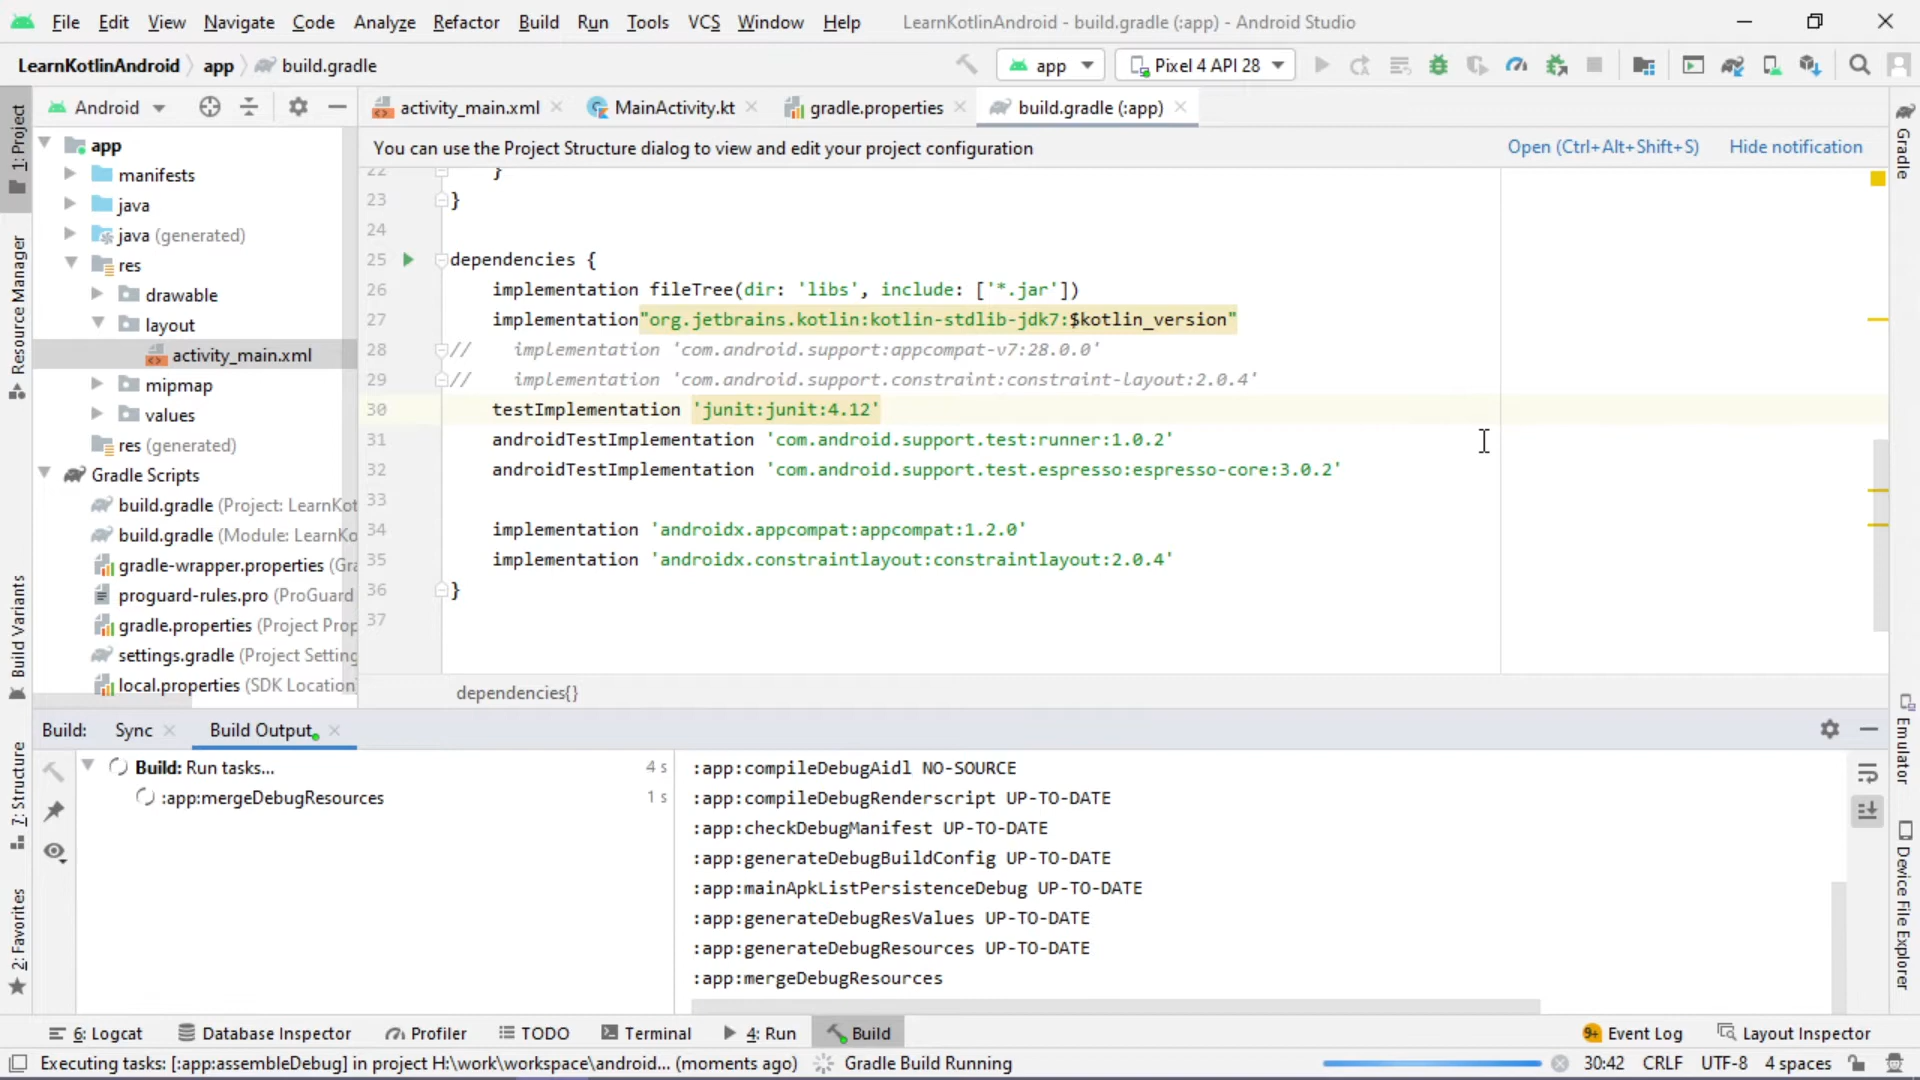 File Edit View Navigate Code Analyze Refactor Build Run Tools VCS Window Help LearnKotlinAndroid - build.gradle (:app) - Android Studio
LearnKotlinAndroid app build.gradle app Pixel 4 API 28
Android activity_main.xml MainActivity.kt gradle.properties build.gradle (:app)
You can use the Project Structure dialog to view and edit your project configuration Open (Ctrl+Alt+Shift+S) Hide notification
1: Project
Resource Manager
Build Variants
7: Structure
2: Favorites
app
manifests
java
java (generated)
res
drawable
layout
activity_main.xml
mipmap
values
res (generated)
Gradle Scripts
build.gradle (Project: LearnKot
build.gradle (Module: LearnKo
gradle-wrapper.properties (Gra
proguard-rules.pro (ProGuard
gradle.properties (Project Prop
settings.gradle (Project Setting
local.properties (SDK Location)
22 }
23 }
24
25 dependencies {
26 implementation fileTree(dir: 'libs', include: ['*.jar'])
27 implementation"org.jetbrains.kotlin:kotlin-stdlib-jdk7:$kotlin_version"
28 // implementation 'com.android.support:appcompat-v7:28.0.0'
29 // implementation 'com.android.support.constraint:constraint-layout:2.0.4'
30 testImplementation 'junit:junit:4.12'
31 androidTestImplementation 'com.android.support.test:runner:1.0.2'
32 androidTestImplementation 'com.android.support.test.espresso:espresso-core:3.0.2'
33
34 implementation 'androidx.appcompat:appcompat:1.2.0'
35 implementation 'androidx.constraintlayout:constraintlayout:2.0.4'
36 }
37
dependencies{}
Gradle
Emulator
Device File Explorer
Build: Sync Build Output
Build: Run tasks... 4 s
:app:mergeDebugResources 1 s
:app:compileDebugAidl NO-SOURCE
:app:compileDebugRenderscript UP-TO-DATE
:app:checkDebugManifest UP-TO-DATE
:app:generateDebugBuildConfig UP-TO-DATE
:app:mainApkListPersistenceDebug UP-TO-DATE
:app:generateDebugResValues UP-TO-DATE
:app:generateDebugResources UP-TO-DATE
:app:mergeDebugResources
6: Logcat Database Inspector Profiler TODO Terminal 4: Run Build 9+ Event Log Layout Inspector
Executing tasks: [:app:assembleDebug] in project H:\work\workspace\android... (moments ago) Gradle Build Running 30:42 CRLF UTF-8 4 spaces